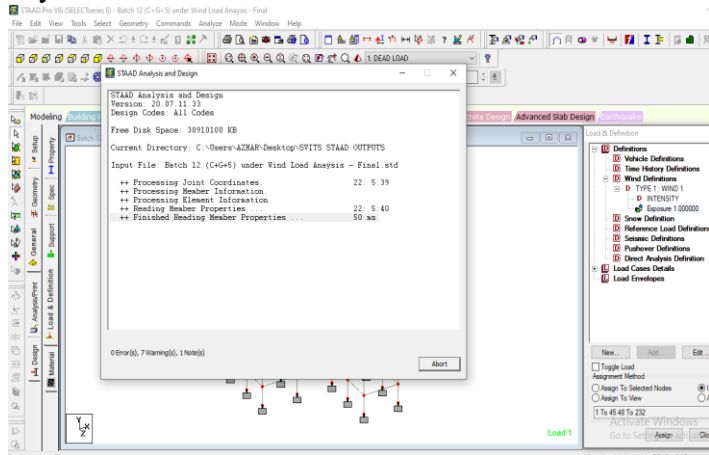 STAAD.Pro V8i (SELECTseries 6) - Batch 12 (C+G+5) under Wind Load Anaysis - Final
File Edit View Tools Select Geometry Commands Analyze Mode Window Help
1: DEAD LOAD
STAAD Analysis and Design
STAAD Analysis and Design
Version: 20.07.11.33
Design Codes: All Codes
Free Disk Space: 30910100 KB
Current Directory: C:\Users\AZHAR\Desktop\SVITS STAAD OUTPUTS
Input File: Batch 12 (C+G+5) under Wind Load Anaysis - Final.std
++ Processing Joint Coordinates. 22: 5:39
++ Processing Member Information.
++ Processing Element Information.
++ Reading Member Properties ... 22: 5:40
++ Finished Reading Member Properties ... 50 ms
0 Error(s), 7 Warning(s), 1 Note(s)
Abort
Modeling
Building
crete Design
Advanced Slab Des
Earthquake
Batch
Setup
Geometry
General
Analysis/Print
Design
Property
Spec
Support
Load & Definition
Material
Load & Definition
Definitions
Vehicle Definitions
Time History Definitions
Wind Definitions
TYPE 1 : WIND 1
INTENSITY
Exposure 1.000000
Snow Definition
Reference Load Definitions
Seismic Definitions
Pushover Definitions
Direct Analysis Definition
Load Cases Details
Load Envelopes
New... Add... Edit ...
Toggle Load
Assignment Method
Assign To Selected Nodes
Assign To View
1 To 45 48 To 232
Activate Windows
Assign
Load 1
Y
X
Z